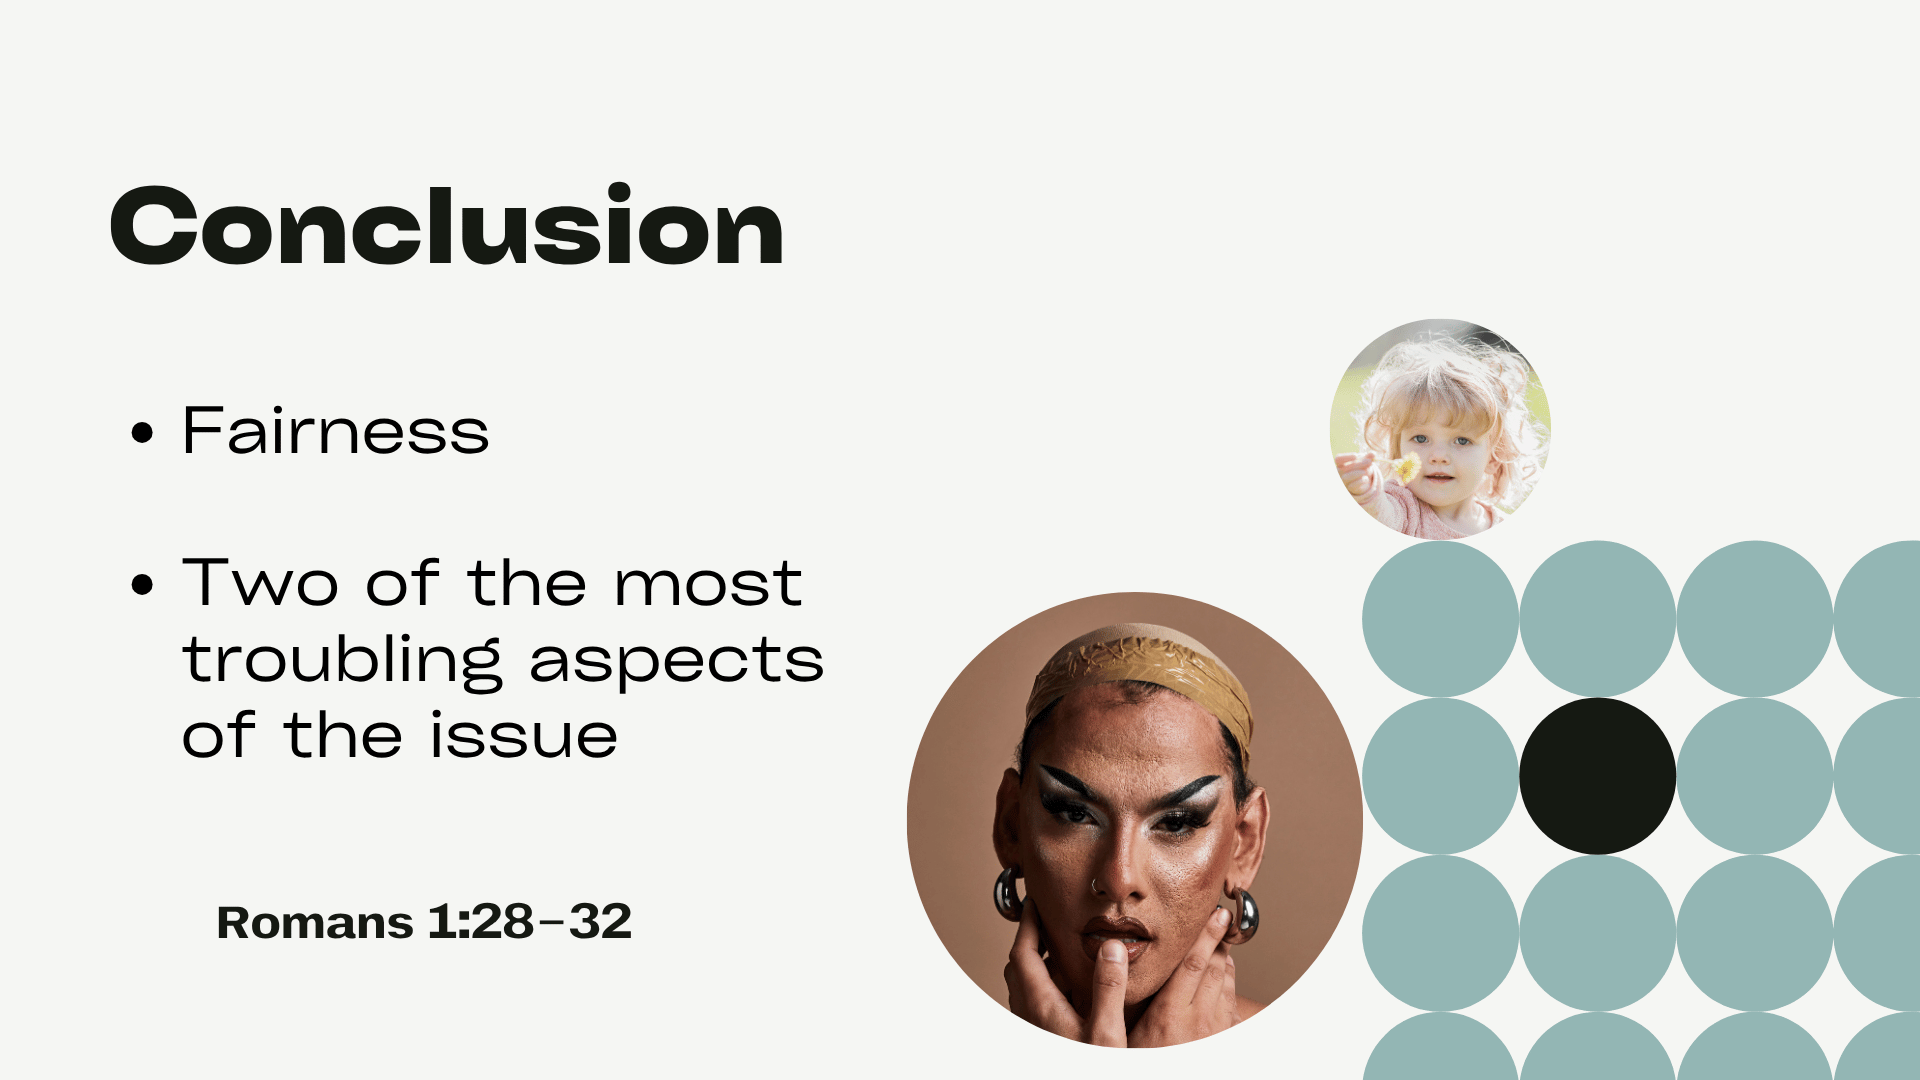 Conclusion
• Fairness
• Two of the most
troubling aspects
of the issue
Romans 1:28–32